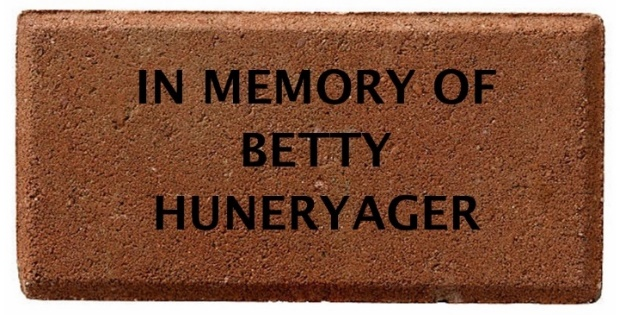 IN MEMORY OF
BETTY
HUNERYAGER